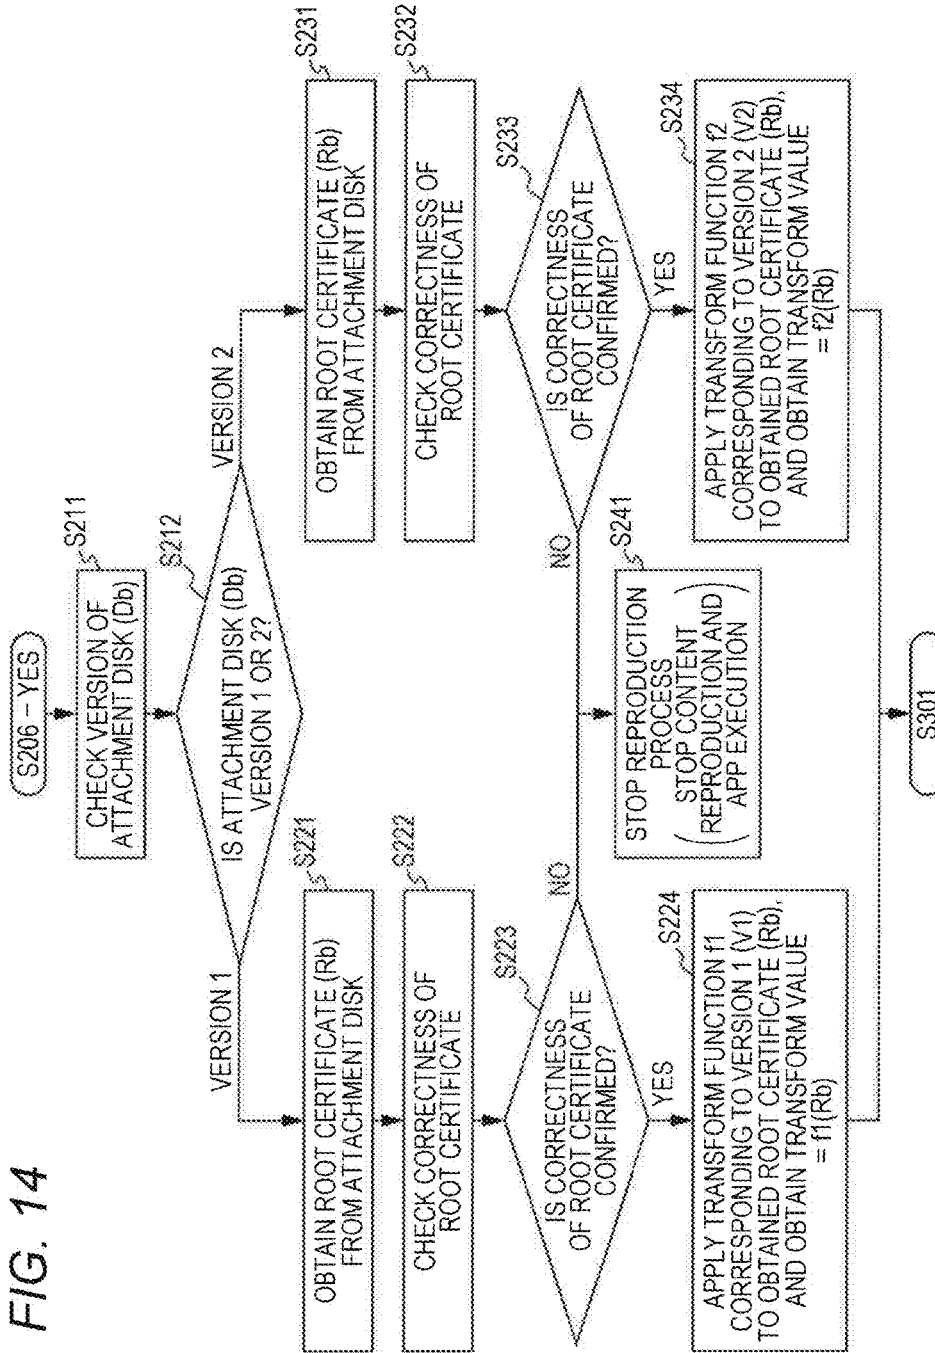 FIG. 14
S206 – YES
S211
CHECK VERSION OF
ATTACHMENT DISK (Db)
S212
IS ATTACHMENT DISK (Db)
VERSION 1 OR 2?
VERSION 1
VERSION 2
S221
OBTAIN ROOT CERTIFICATE (Rb)
FROM ATTACHMENT DISK
S222
CHECK CORRECTNESS OF
ROOT CERTIFICATE
S223
IS CORRECTNESS
OF ROOT CERTIFICATE
CONFIRMED?
NO
YES
S224
APPLY TRANSFORM FUNCTION f1
CORRESPONDING TO VERSION 1 (V1)
TO OBTAINED ROOT CERTIFICATE (Rb),
AND OBTAIN TRANSFORM VALUE
= f1(Rb)
S231
OBTAIN ROOT CERTIFICATE (Rb)
FROM ATTACHMENT DISK
S232
CHECK CORRECTNESS OF
ROOT CERTIFICATE
S233
IS CORRECTNESS
OF ROOT CERTIFICATE
CONFIRMED?
NO
YES
S234
APPLY TRANSFORM FUNCTION f2
CORRESPONDING TO VERSION 2 (V2)
TO OBTAINED ROOT CERTIFICATE (Rb),
AND OBTAIN TRANSFORM VALUE
= f2(Rb)
S241
STOP REPRODUCTION
PROCESS
(STOP CONTENT
REPRODUCTION AND
APP EXECUTION)
S301